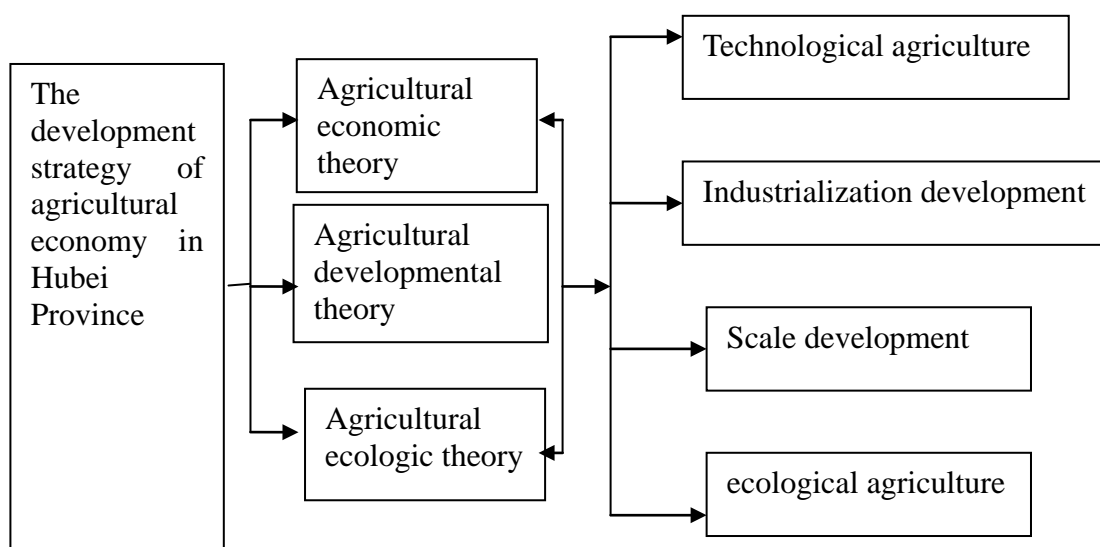 The
development
strategy of
agricultural
economy in
Hubei
Province
Agricultural
economic
theory
Agricultural
developmental
theory
Agricultural
ecologic theory
Technological agriculture
Industrialization development
Scale development
ecological agriculture